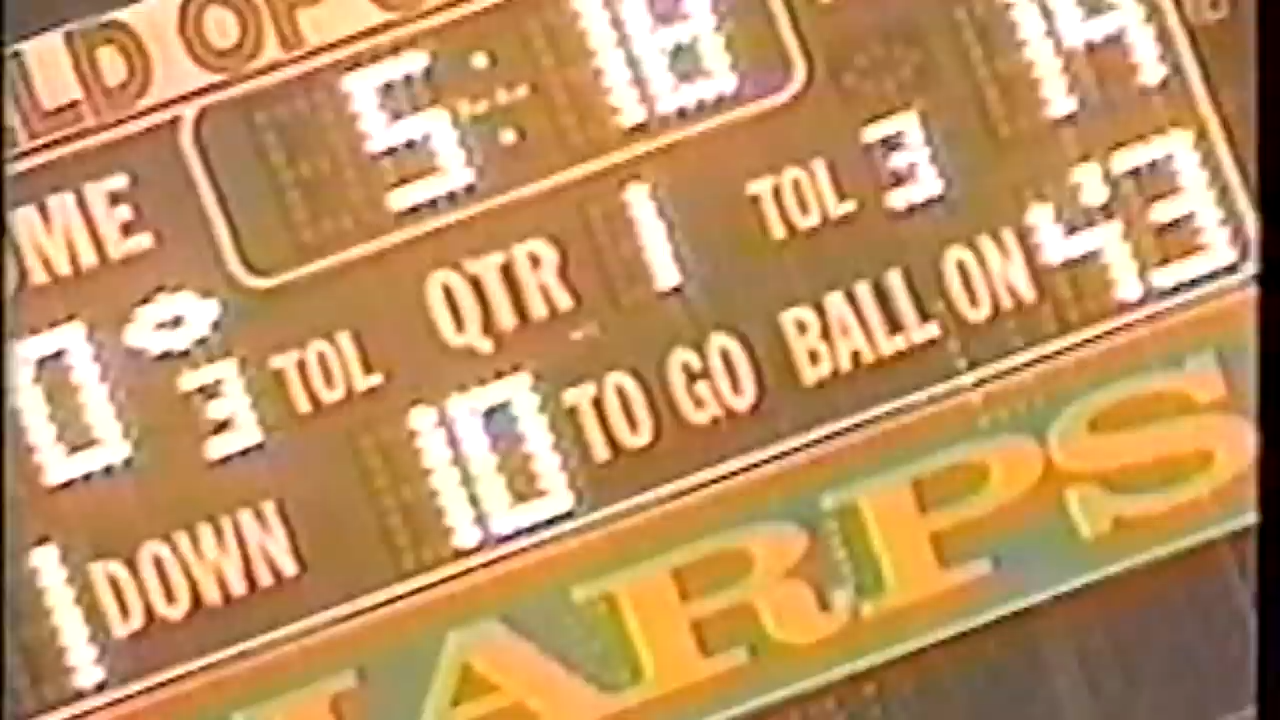 LD OF
5:18 14
OME QTR 1 TOL 3
0 3 TOL
1 DOWN 10 TO GO BALL ON 43
ARPS